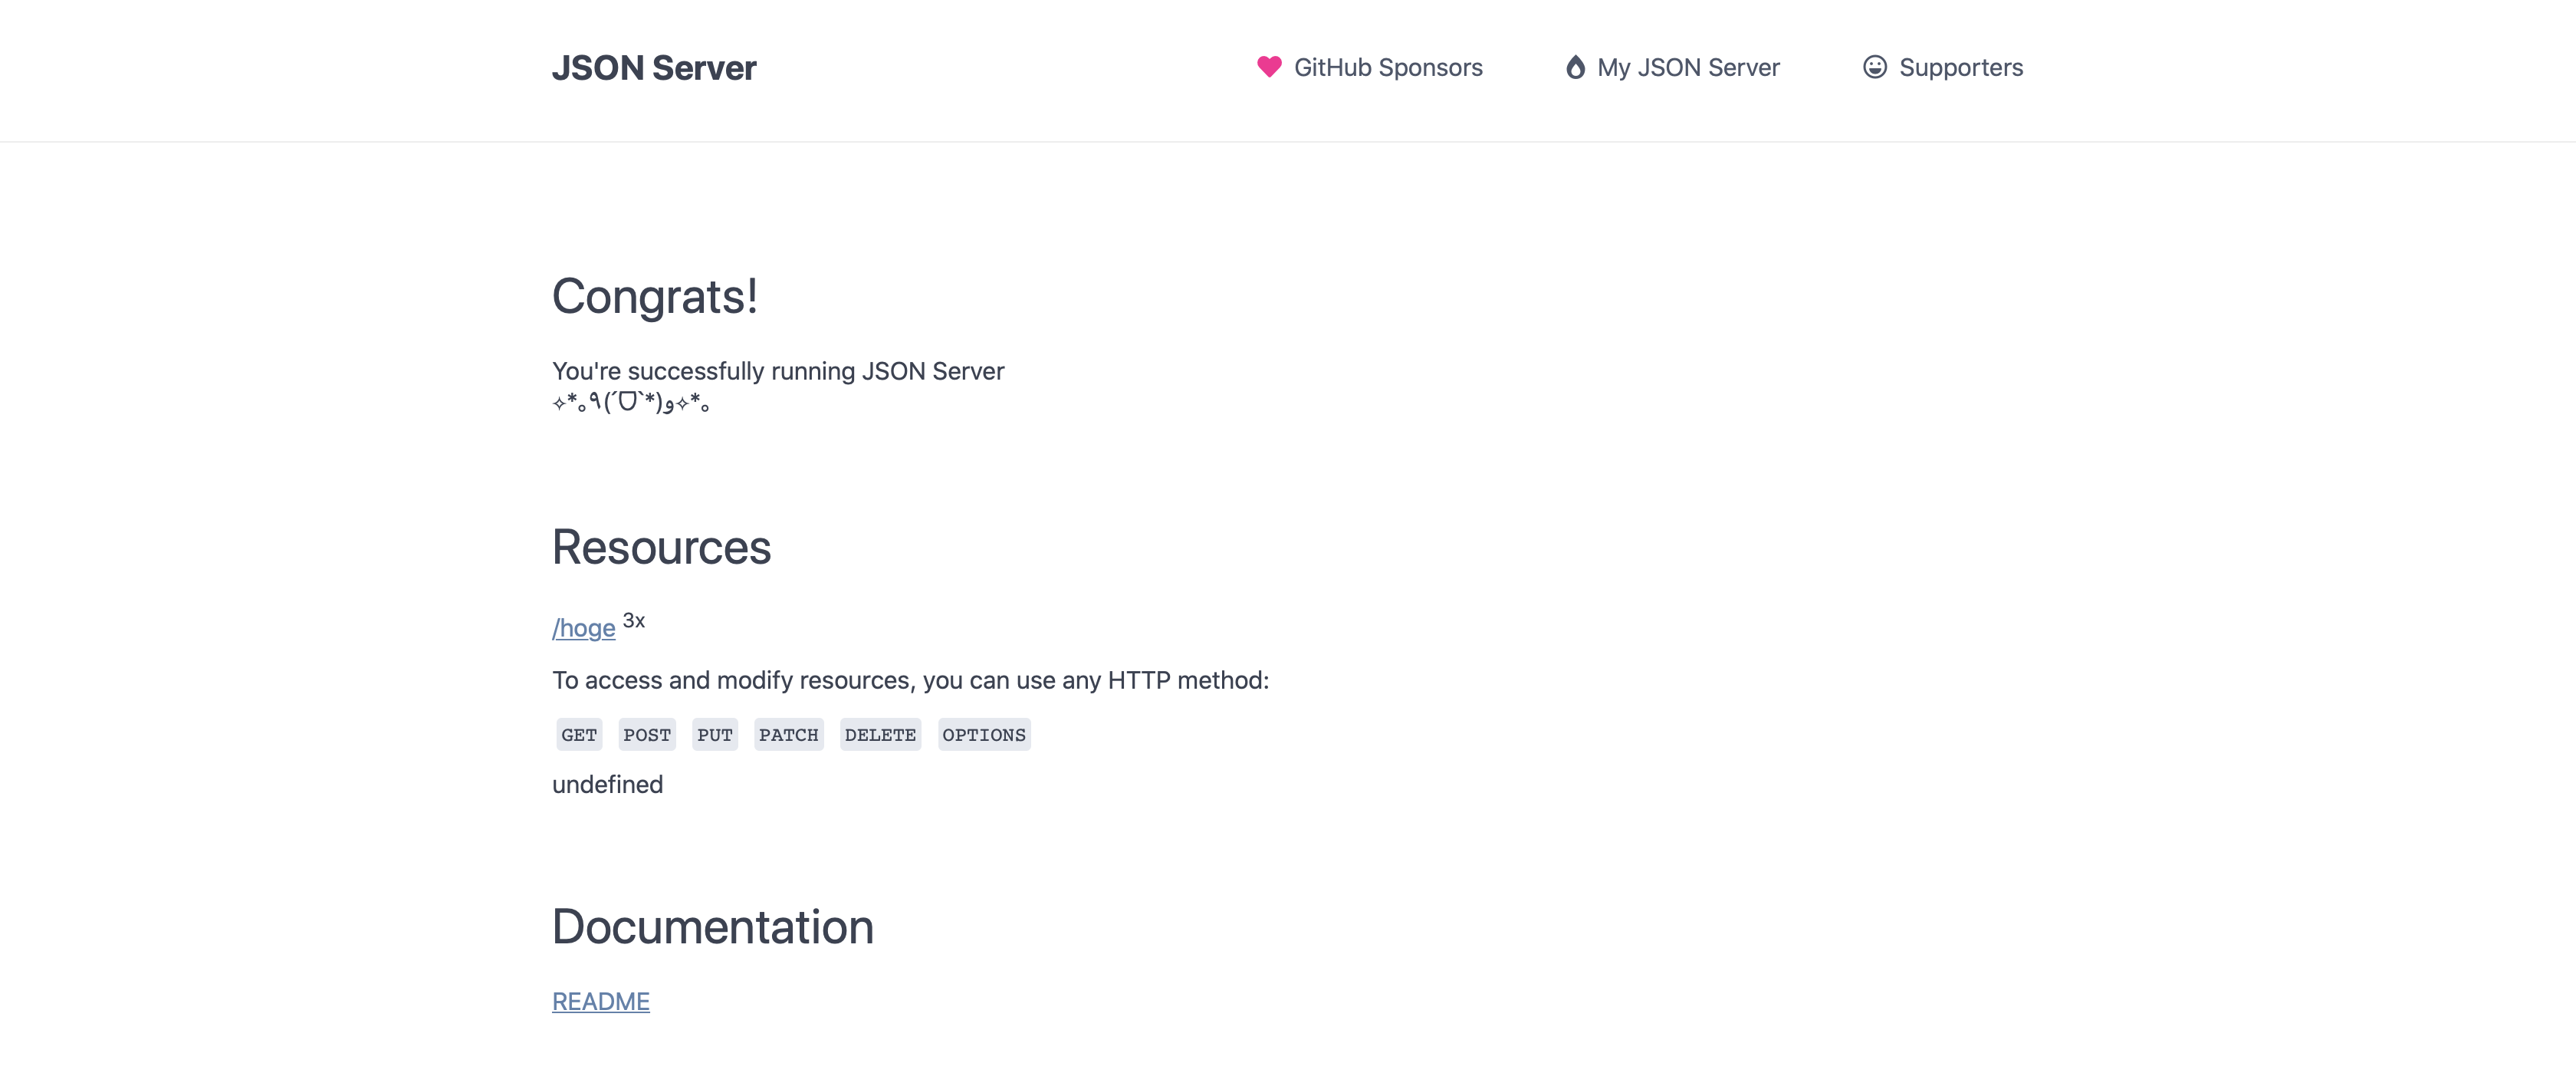 JSON Server
GitHub Sponsors
My JSON Server
Supporters
Congrats!
You're successfully running JSON Server
✧*｡٩(ˊᗜˋ*)و✧*｡
Resources
/hoge 3x
To access and modify resources, you can use any HTTP method:
GET POST PUT PATCH DELETE OPTIONS
undefined
Documentation
README